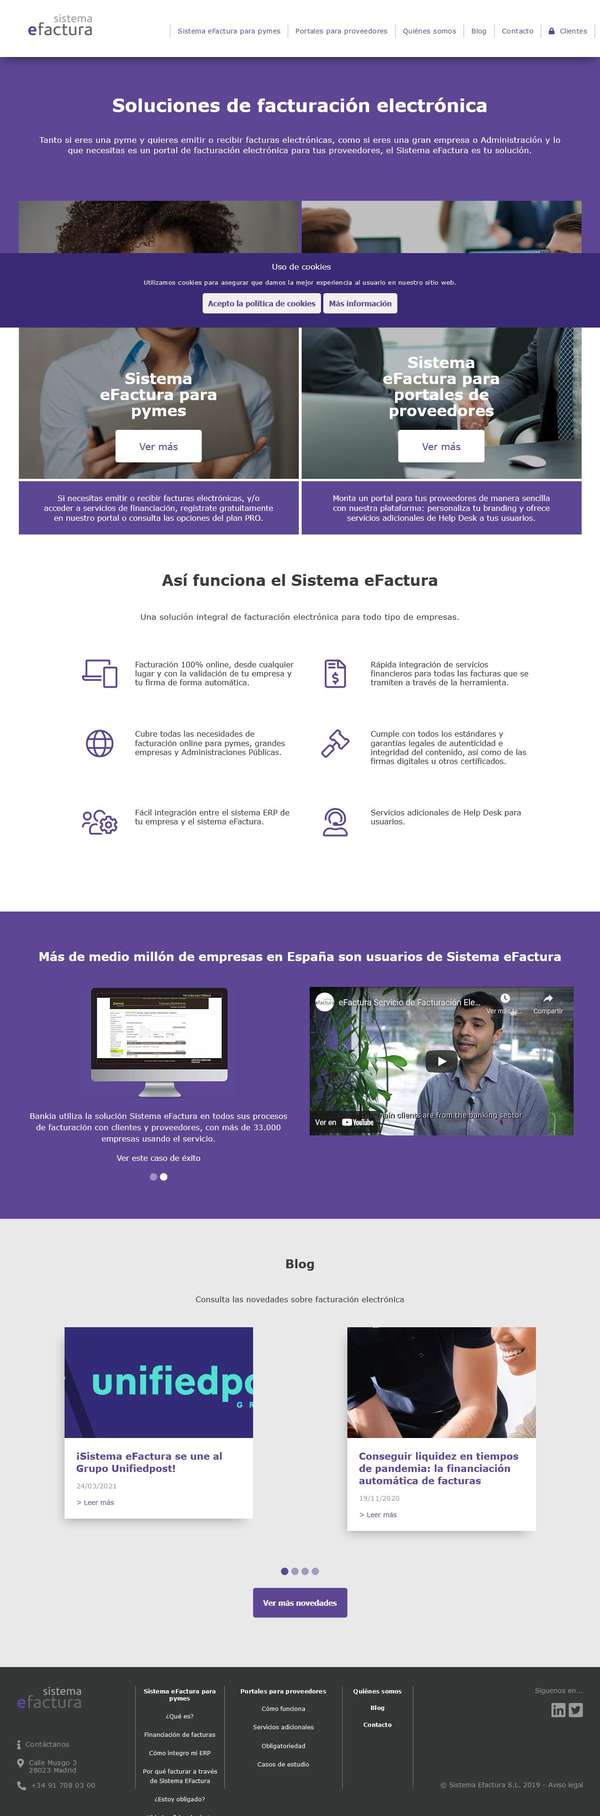 sistema
efactura
Sistema eFactura para pymes
Portales para proveedores
Quiénes somos
Blog
Contacto
Clientes
Soluciones de facturación electrónica
Tanto si eres una pyme y quieres emitir o recibir facturas electrónicas, como si eres una gran empresa o Administración y lo
que necesitas es un portal de facturación electrónica para tus proveedores, el Sistema eFactura es tu solución.
Uso de cookies
Utilizamos cookies para asegurar que damos la mejor experiencia al usuario en nuestro sitio web.
Acepto la política de cookies
Más información
Sistema
eFactura para
pymes
Ver más
Si necesitas emitir o recibir facturas electrónicas, y/o
acceder a servicios de financiación, regístrate gratuitamente
en nuestro portal o consulta las opciones del plan PRO.
Sistema
eFactura para
portales de
proveedores
Ver más
Monta un portal para tus proveedores de manera sencilla
con nuestra plataforma: personaliza tu branding y ofrece
servicios adicionales de Help Desk a tus usuarios.
Así funciona el Sistema eFactura
Una solución integral de facturación electrónica para todo tipo de empresas.
Facturación 100% online, desde cualquier
lugar y con la validación de tu empresa y
tu firma de forma automática.
Rápida integración de servicios
financieros para todas las facturas que se
tramiten a través de la herramienta.
Cubre todas las necesidades de
facturación online para pymes, grandes
empresas y Administraciones Públicas.
Cumple con todos los estándares y
garantías legales de autenticidad e
integridad del contenido, así como de las
firmas digitales u otros certificados.
Fácil integración entre el sistema ERP de
tu empresa y el sistema eFactura.
Servicios adicionales de Help Desk para
usuarios.
Más de medio millón de empresas en España son usuarios de Sistema eFactura
Bankia utiliza la solución Sistema eFactura en todos sus procesos
de facturación con clientes y proveedores, con más de 33.000
empresas usando el servicio.
Ver este caso de éxito
eFactura Servicio de Facturación Ele...
Ver más ta...
Compartir
main clients are from the banking sector
Ver en YouTube
Blog
Consulta las novedades sobre facturación electrónica
unifiedpo
G R
¡Sistema eFactura se une al
Grupo Unifiedpost!
24/03/2021
> Leer más
Conseguir liquidez en tiempos
de pandemia: la financiación
automática de facturas
19/11/2020
> Leer más
Ver más novedades
sistema
efactura
Contáctanos
Calle Musgo 3
28023 Madrid
+34 91 708 03 00
Sistema eFactura para
pymes
¿Qué es?
Financiación de facturas
Cómo integro mi ERP
Por qué facturar a través
de Sistema EFactura
¿Estoy obligado?
Portales para proveedores
Cómo funciona
Servicios adicionales
Obligatoriedad
Casos de estudio
Quiénes somos
Blog
Contacto
Síguenos en...
© Sistema Efactura S.L. 2019 - Aviso legal